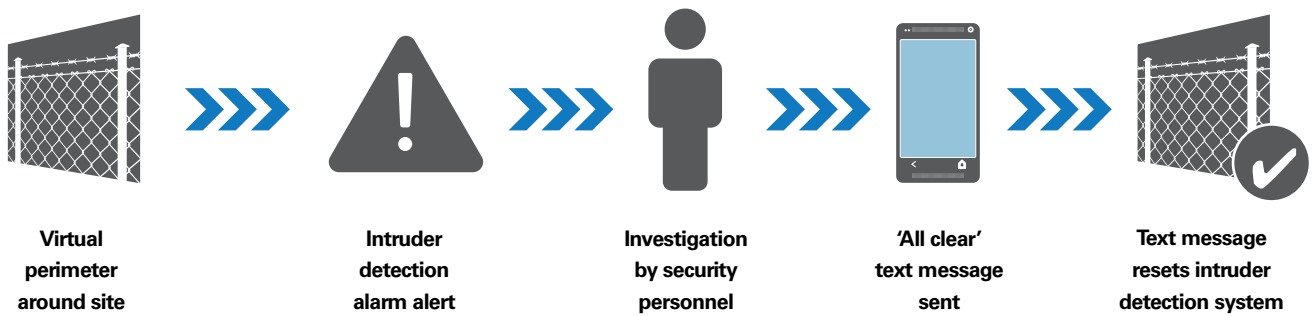 Virtual
perimeter
around site
Intruder
detection
alarm alert
Investigation
by security
personnel
‘All clear’
text message
sent
Text message
resets intruder
detection system